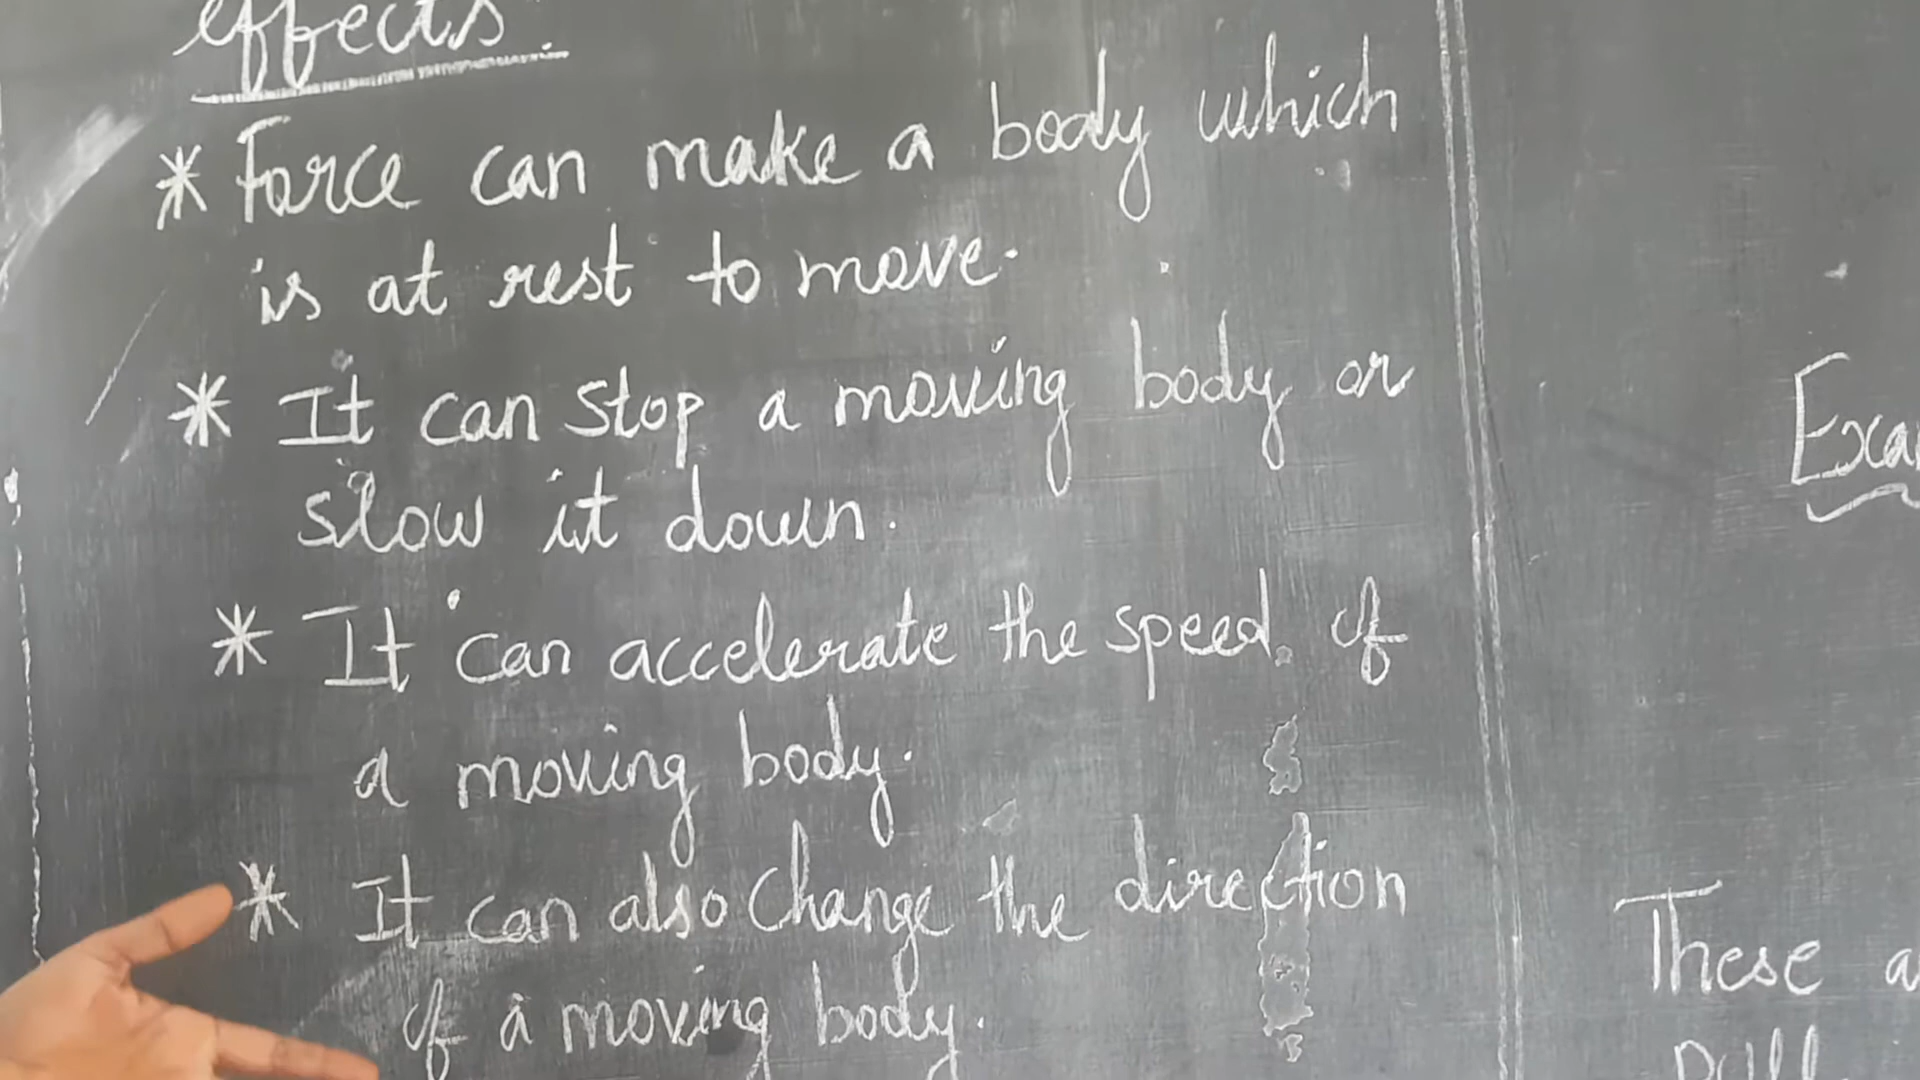 effects
* Force can make a body which
is at rest to move.
* It can stop a moving body or
slow it down.
* It can accelerate the speed of
a moving body.
* It can also change the direction
of a moving body.
These